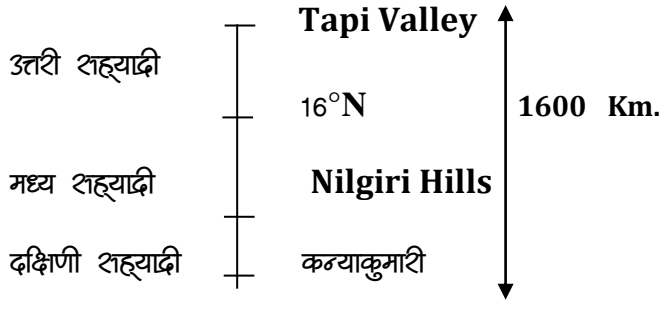 Tapi Valley
उत्तरी सह्याद्री
16°N
1600 Km.
मध्य सह्याद्री
Nilgiri Hills
दक्षिणी सह्याद्री
कन्याकुमारी